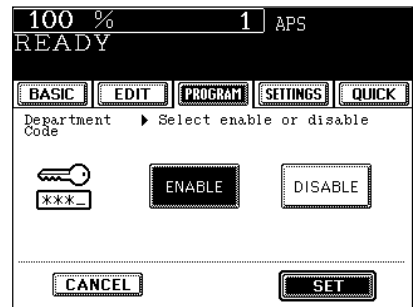 100 % 1 APS
READY
BASIC EDIT PROGRAM SETTINGS QUICK
Department ▶ Select enable or disable
Code
***_ ENABLE DISABLE
CANCEL SET